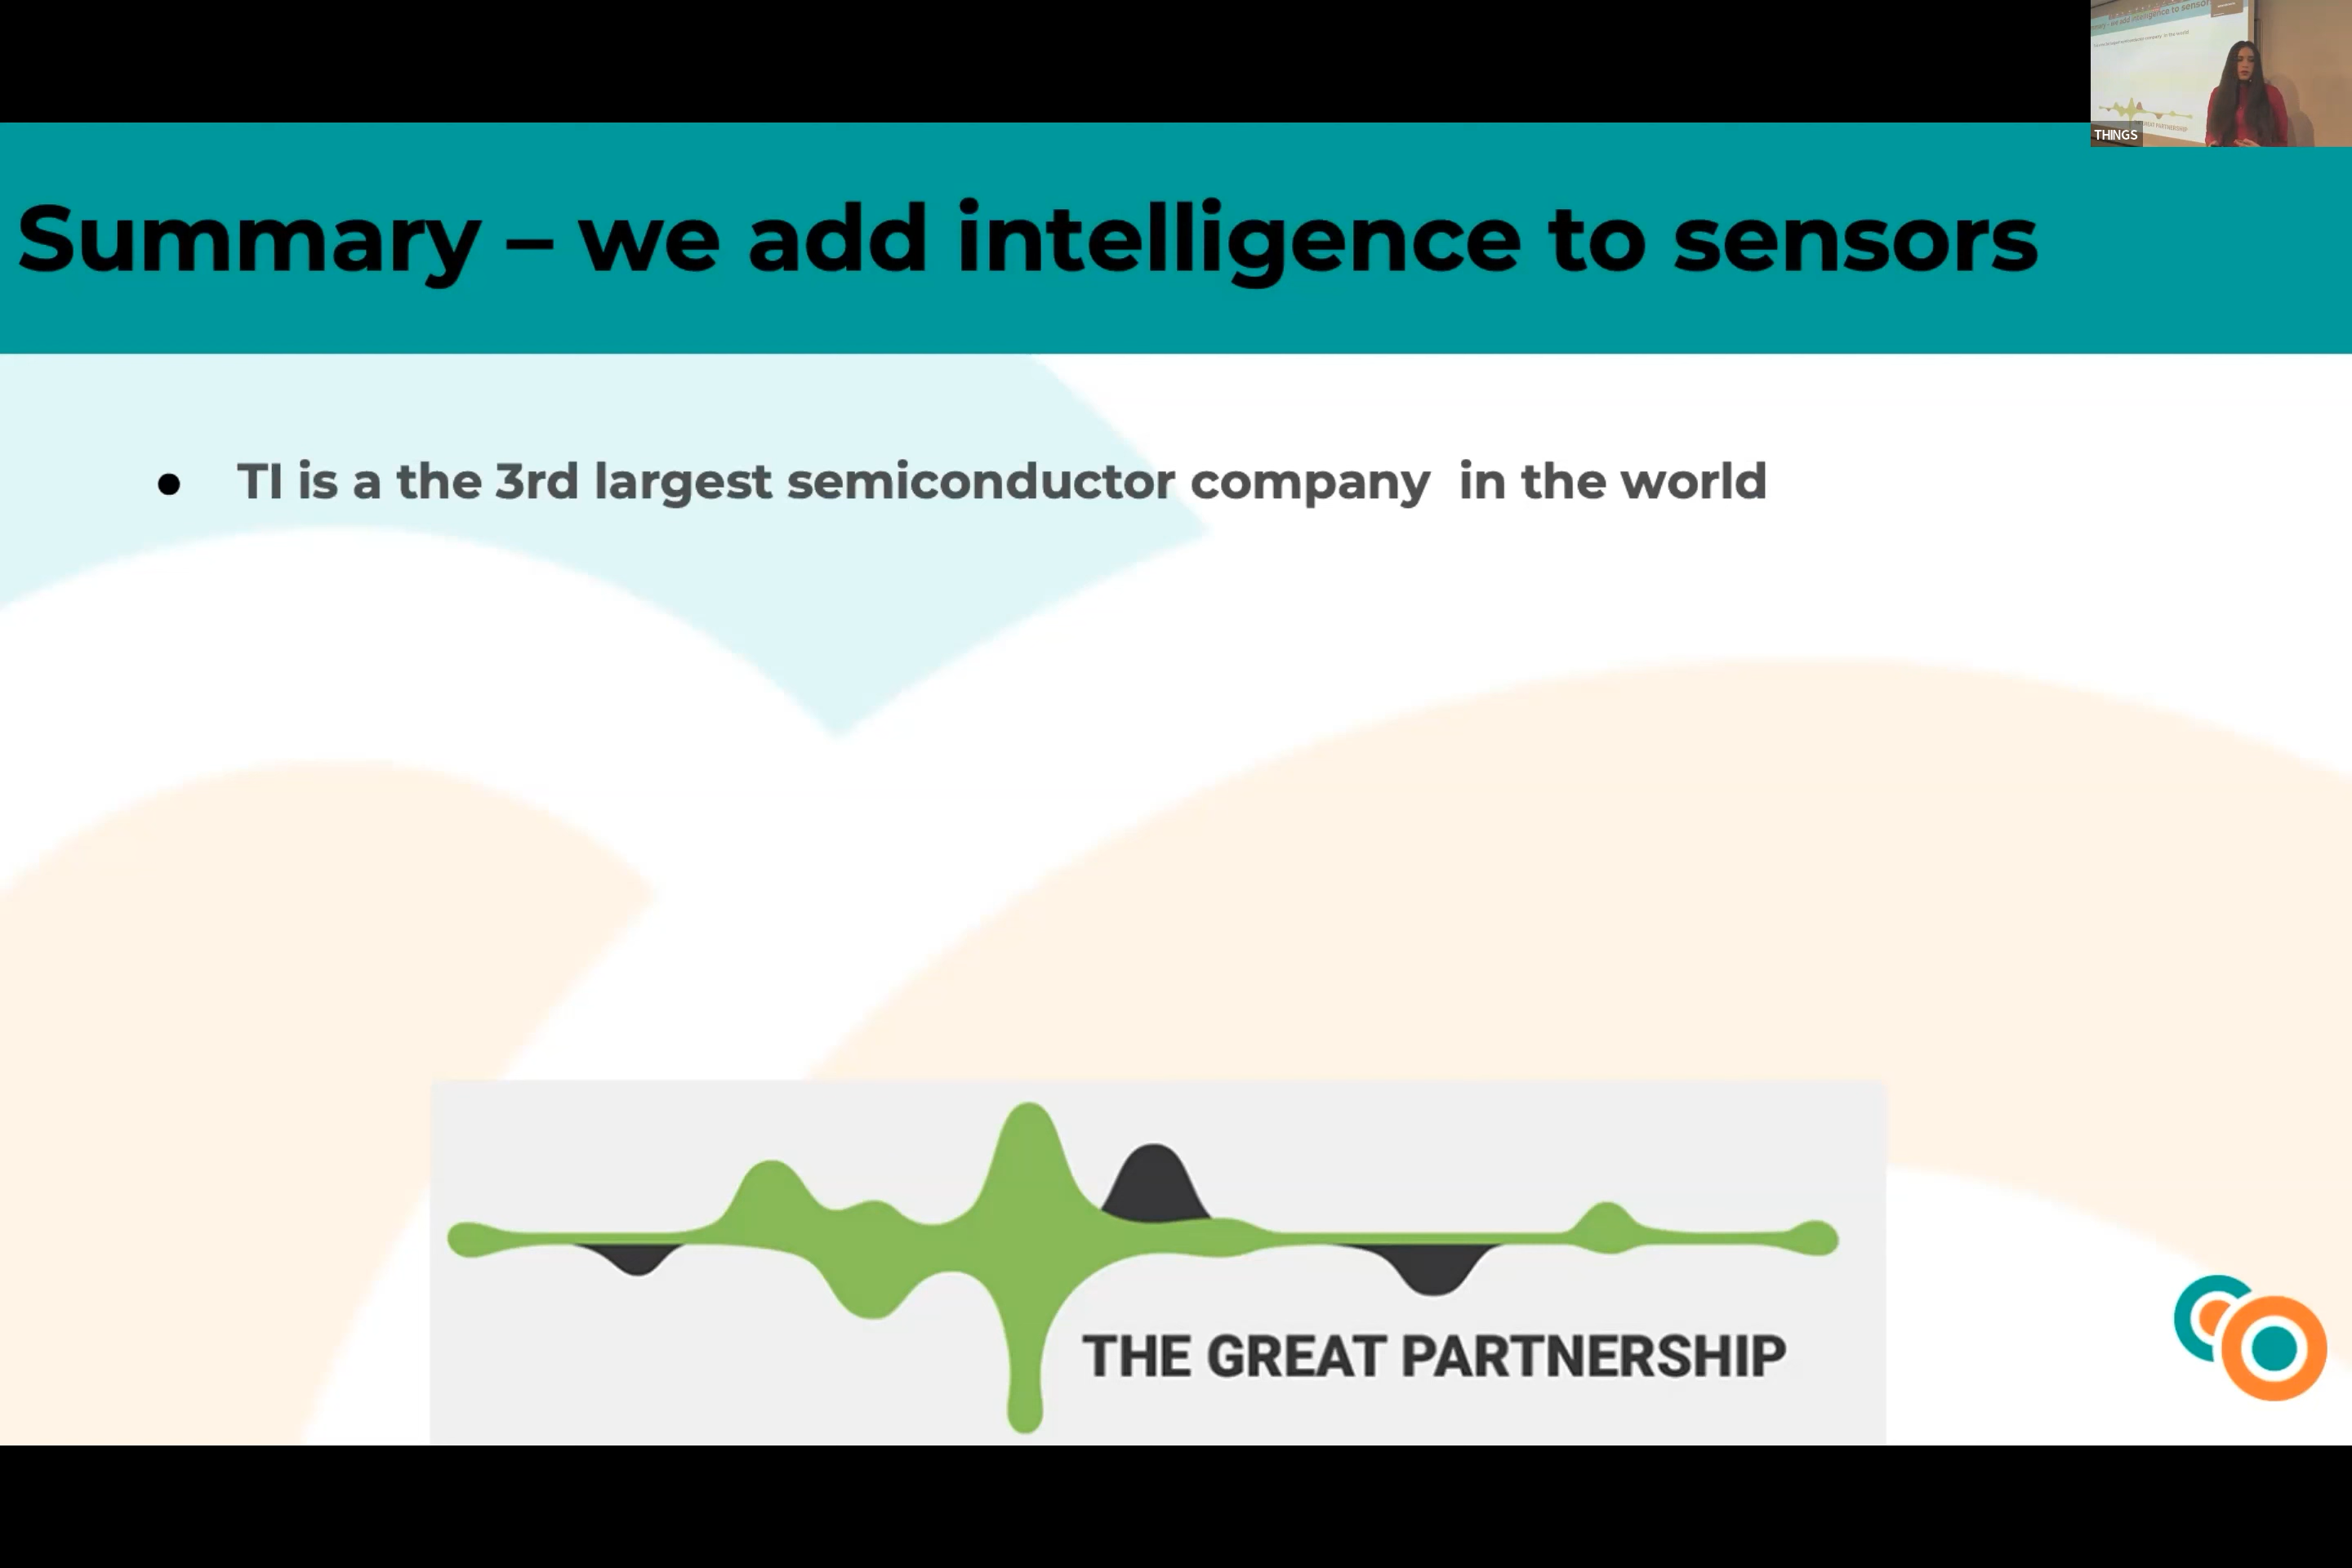 Summary – we add intelligence to sensors
THINGS
● TI is a the 3rd largest semiconductor company  in the world
THE GREAT PARTNERSHIP